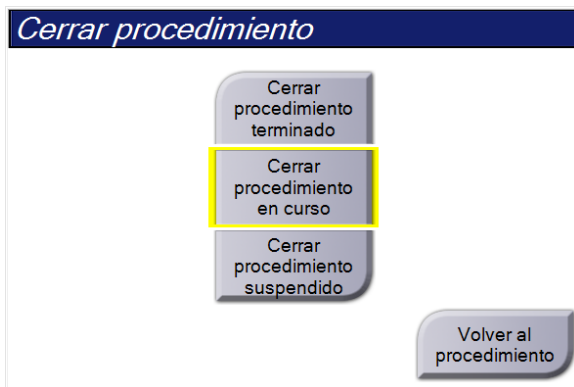 Cerrar procedimiento
Cerrar
procedimiento
terminado
Cerrar
procedimiento
en curso
Cerrar
procedimiento
suspendido
Volver al
procedimiento